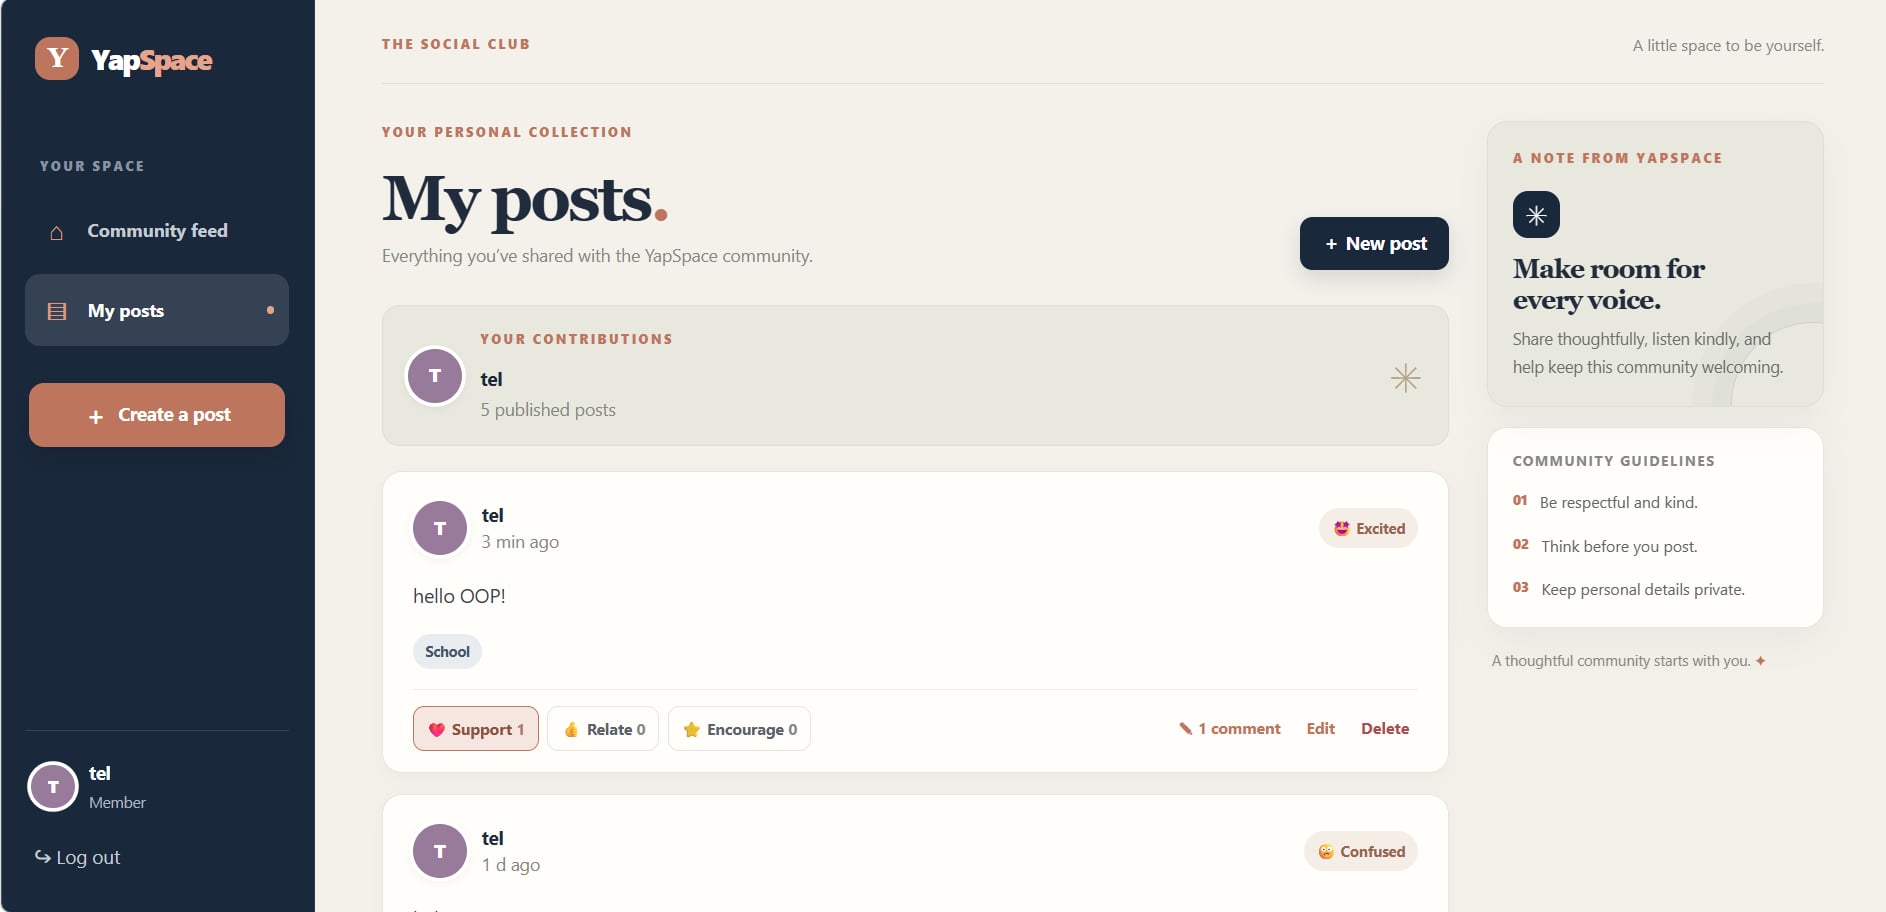 Y YapSpace
YOUR SPACE
Community feed
My posts
+ Create a post
T tel
Member
Log out
THE SOCIAL CLUB
A little space to be yourself.
YOUR PERSONAL COLLECTION
My posts.
Everything you’ve shared with the YapSpace community.
+ New post
YOUR CONTRIBUTIONS
T tel
5 published posts
T tel
3 min ago
🤩 Excited
hello OOP!
School
💗 Support 1
👍 Relate 0
⭐ Encourage 0
✎ 1 comment
Edit
Delete
T tel
1 d ago
😕 Confused
A NOTE FROM YAPSPACE
Make room for
every voice.
Share thoughtfully, listen kindly, and
help keep this community welcoming.
COMMUNITY GUIDELINES
01 Be respectful and kind.
02 Think before you post.
03 Keep personal details private.
A thoughtful community starts with you. ✦